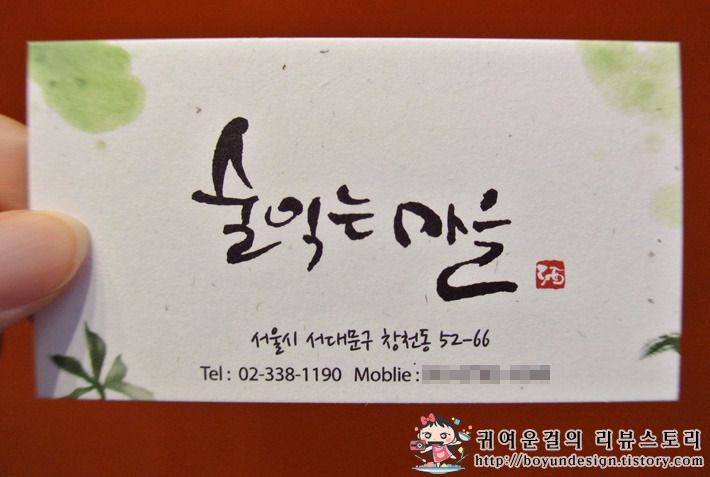 술익는 마을
酒
서울시 서대문구 창천동 52-66
Tel : 02-338-1190 Moblie :
귀여운걸의 리뷰스토리
http://boyundesign.tistory.com